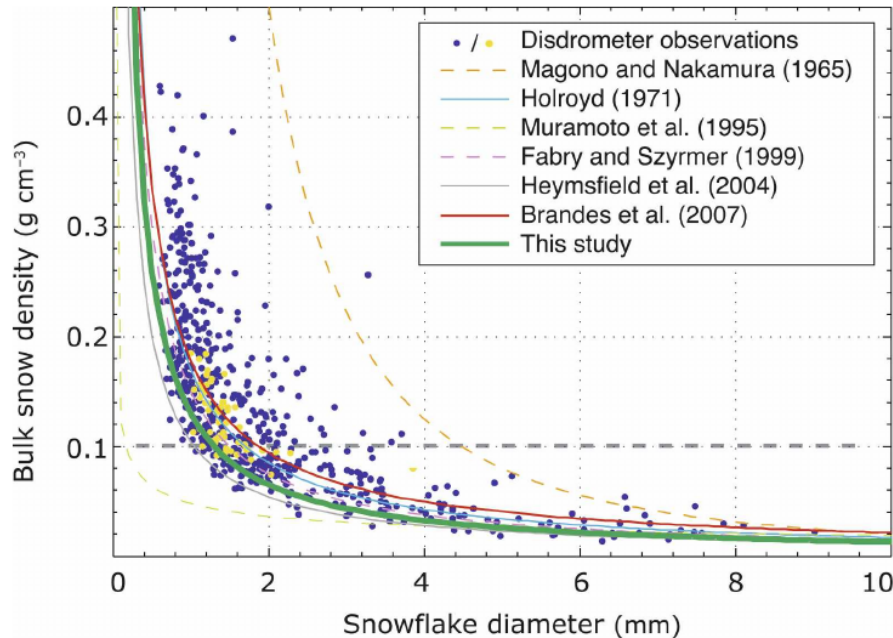 0.4
0.3
0.2
0.1
Bulk snow density (g cm⁻³)
/ Disdrometer observations
Magono and Nakamura (1965)
Holroyd (1971)
Muramoto et al. (1995)
Fabry and Szyrmer (1999)
Heymsfield et al. (2004)
Brandes et al. (2007)
This study
0 2 4 6 8 10
Snowflake diameter (mm)